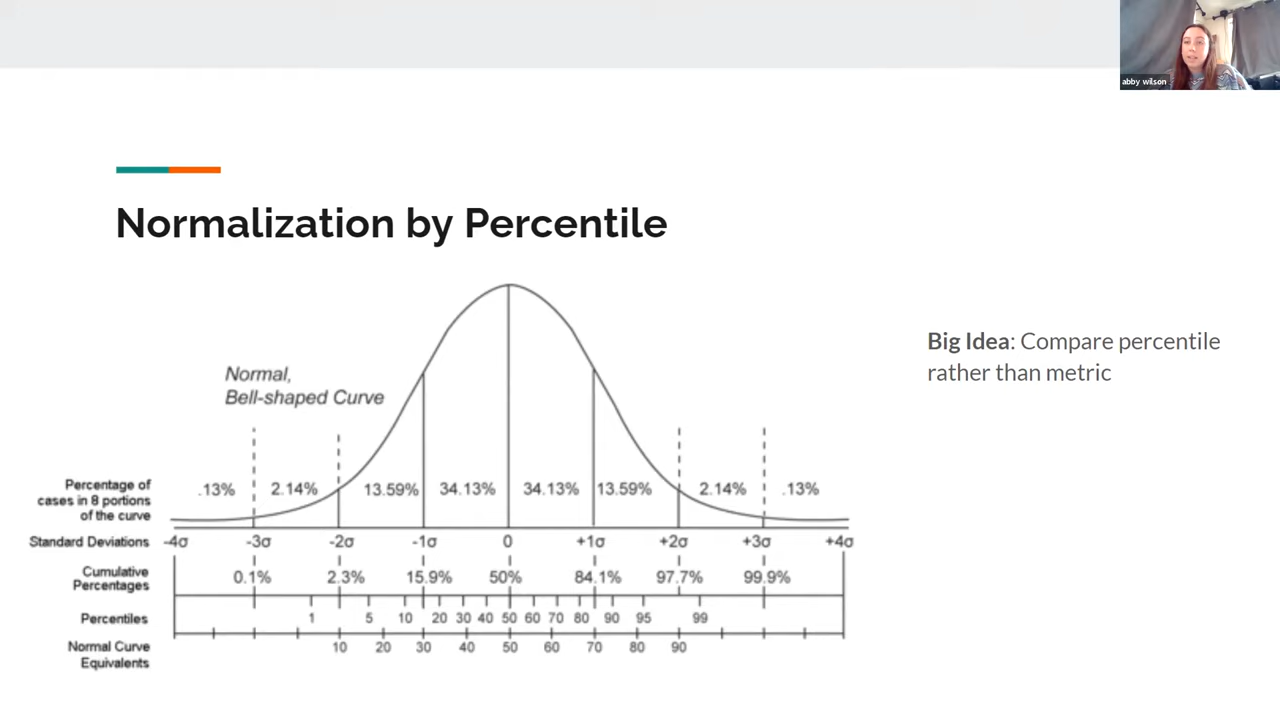 abby wilson
Normalization by Percentile
Big Idea: Compare percentile
rather than metric
Normal,
Bell-shaped Curve
Percentage of
cases in 8 portions
of the curve
.13% 2.14% 13.59% 34.13% 34.13% 13.59% 2.14% .13%
Standard Deviations -4σ -3σ -2σ -1σ 0 +1σ +2σ +3σ +4σ
Cumulative
Percentages
0.1% 2.3% 15.9% 50% 84.1% 97.7% 99.9%
Percentiles 1 5 10 20 30 40 50 60 70 80 90 95 99
Normal Curve
Equivalents
10 20 30 40 50 60 70 80 90